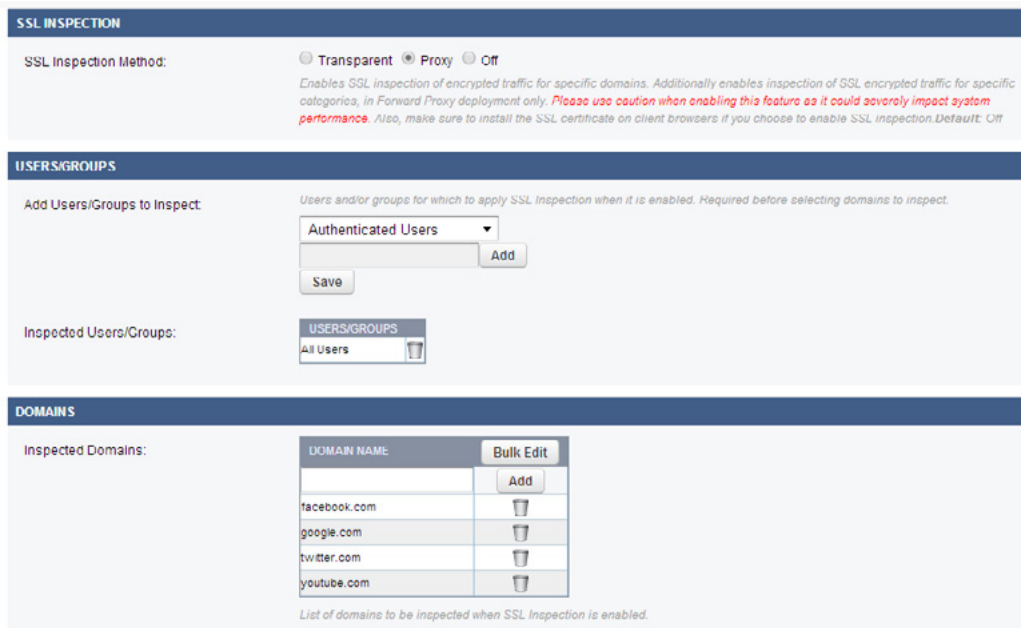 SSL INSPECTION
SSL Inspection Method:
Transparent Proxy Off
Enables SSL inspection of encrypted traffic for specific domains. Additionally enables inspection of SSL encrypted traffic for specific
categories, in Forward Proxy deployment only. Please use caution when enabling this feature as it could severely impact system
performance. Also, make sure to install the SSL certificate on client browsers if you choose to enable SSL inspection.Default: Off
USERS/GROUPS
Add Users/Groups to Inspect:
Users and/or groups for which to apply SSL Inspection when it is enabled. Required before selecting domains to inspect.
Authenticated Users
Add
Save
Inspected Users/Groups:
USERS/GROUPS
All Users
DOMAINS
Inspected Domains:
DOMAIN NAME Bulk Edit
Add
facebook.com
google.com
twitter.com
youtube.com
List of domains to be inspected when SSL Inspection is enabled.